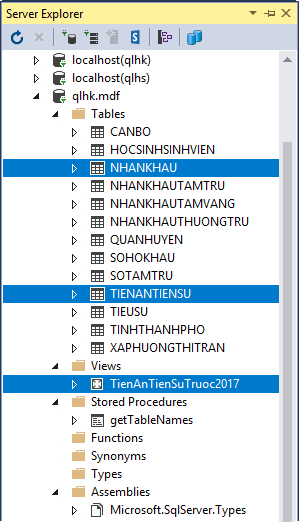 Server Explorer
localhost(qlhk)
localhost(qlhs)
qlhk.mdf
Tables
CANBO
HOCSINHSINHVIEN
NHANKHAU
NHANKHAUTAMTRU
NHANKHAUTAMVANG
NHANKHAUTHUONGTRU
QUANHUYEN
SOHOKHAU
SOTAMTRU
TIENANTIENSU
TIEUSU
TINHTHANHPHO
XAPHUONGTHITRAN
Views
TienAnTienSuTruoc2017
Stored Procedures
getTableNames
Functions
Synonyms
Types
Assemblies
Microsoft.SqlServer.Types